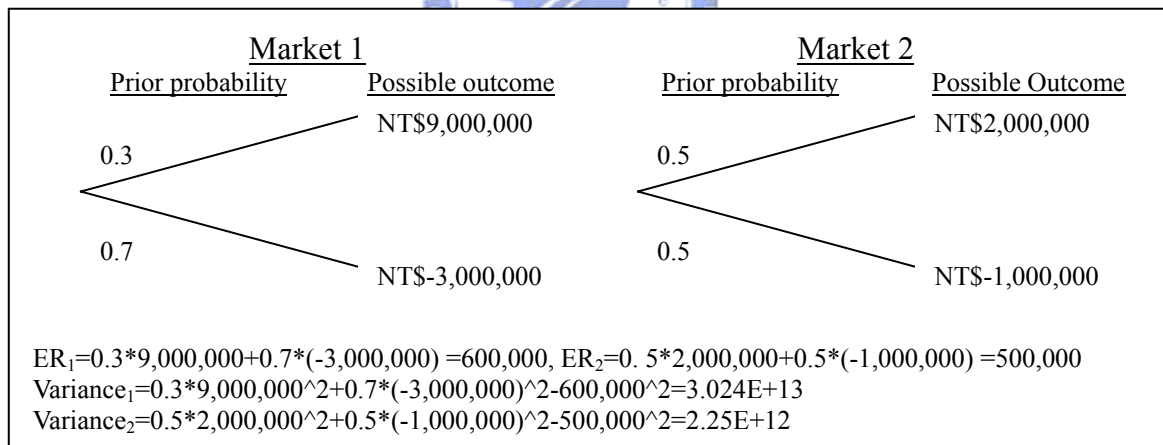 Market 1 Market 2
Prior probability Possible outcome Prior probability Possible Outcome
NT$9,000,000 NT$2,000,000
0.3 0.5
0.7 0.5
NT$-3,000,000 NT$-1,000,000
ER₁=0.3*9,000,000+0.7*(-3,000,000) =600,000, ER₂=0. 5*2,000,000+0.5*(-1,000,000) =500,000
Variance₁=0.3*9,000,000^2+0.7*(-3,000,000)^2-600,000^2=3.024E+13
Variance₂=0.5*2,000,000^2+0.5*(-1,000,000)^2-500,000^2=2.25E+12